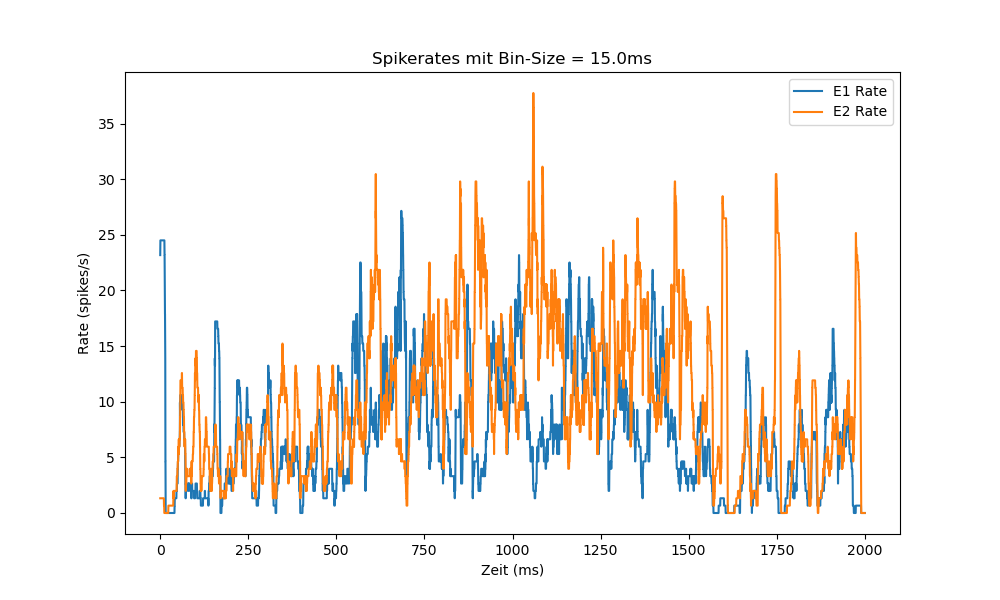 Spikerates mit Bin-Size = 15.0ms
E1 Rate
E2 Rate
Rate (spikes/s)
35
30
25
20
15
10
5
0
0 250 500 750 1000 1250 1500 1750 2000
Zeit (ms)